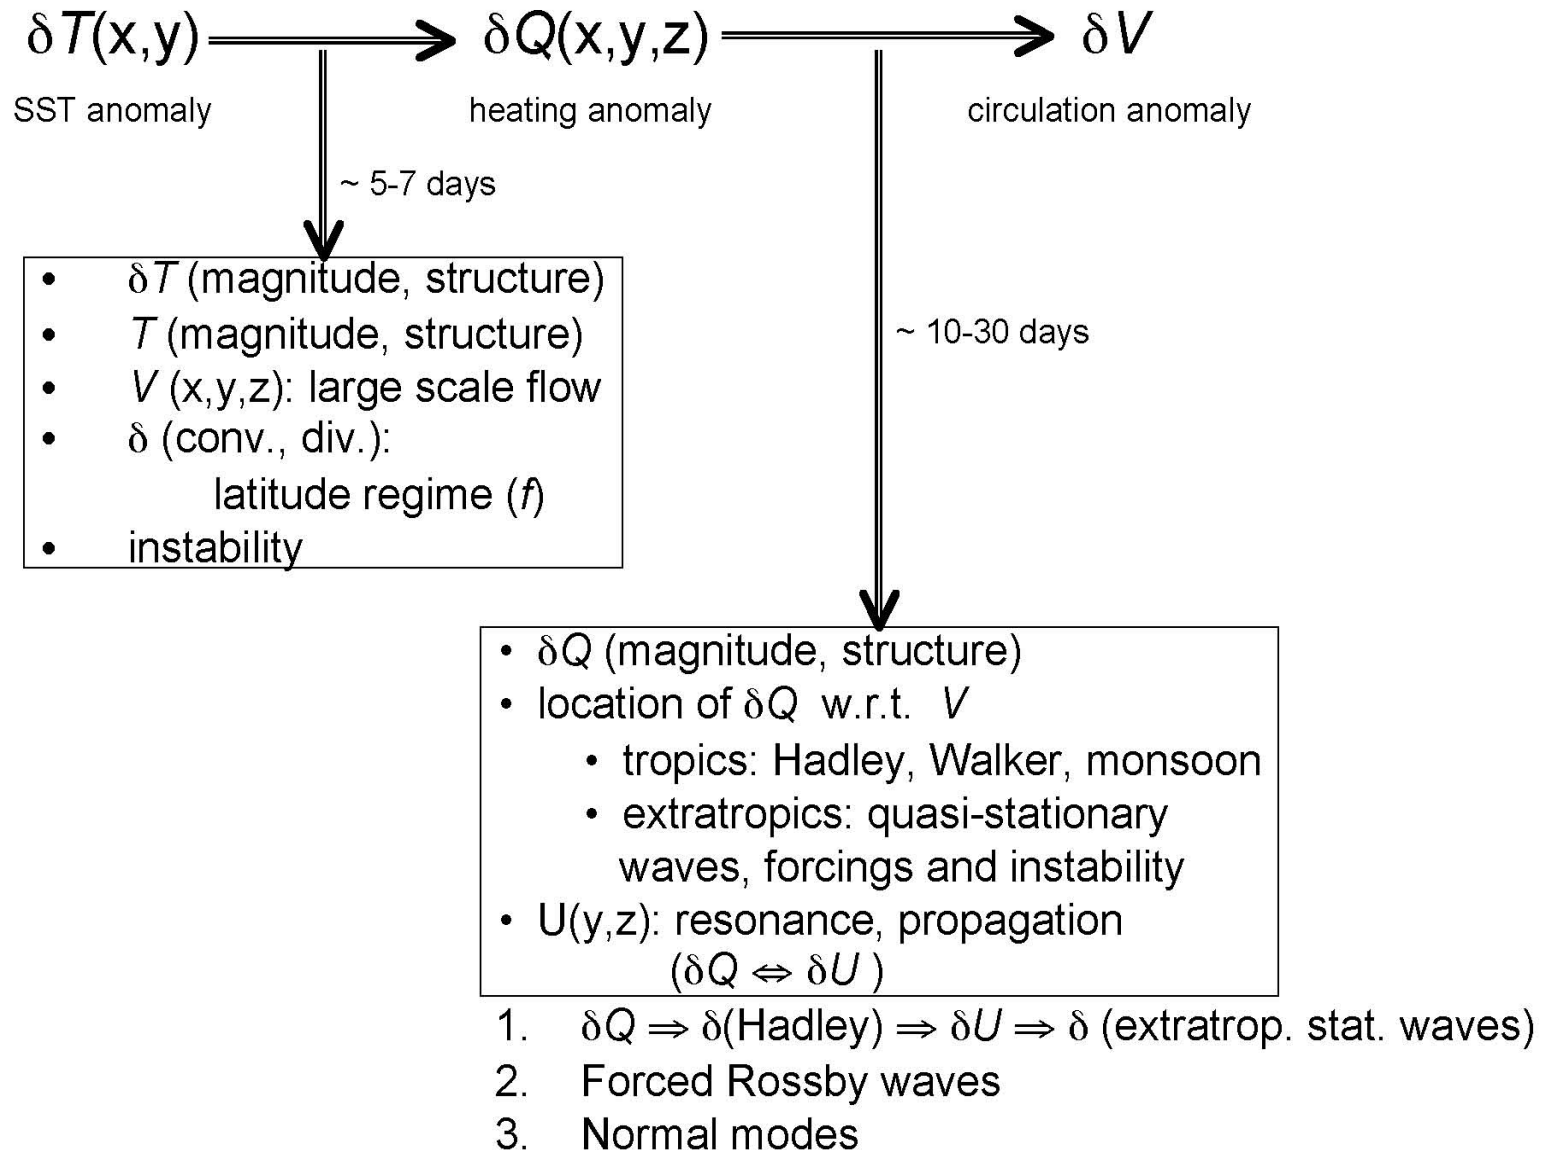 δT(x,y) δQ(x,y,z) δV
SST anomaly heating anomaly circulation anomaly
~ 5-7 days
• δT (magnitude, structure)
• T (magnitude, structure)
• V (x,y,z): large scale flow
• δ (conv., div.):
latitude regime (f)
• instability
~ 10-30 days
• δQ (magnitude, structure)
• location of δQ w.r.t. V
• tropics: Hadley, Walker, monsoon
• extratropics: quasi-stationary
waves, forcings and instability
• U(y,z): resonance, propagation
(δQ ⇔ δU )
1. δQ ⇒ δ(Hadley) ⇒ δU ⇒ δ (extratrop. stat. waves)
2. Forced Rossby waves
3. Normal modes